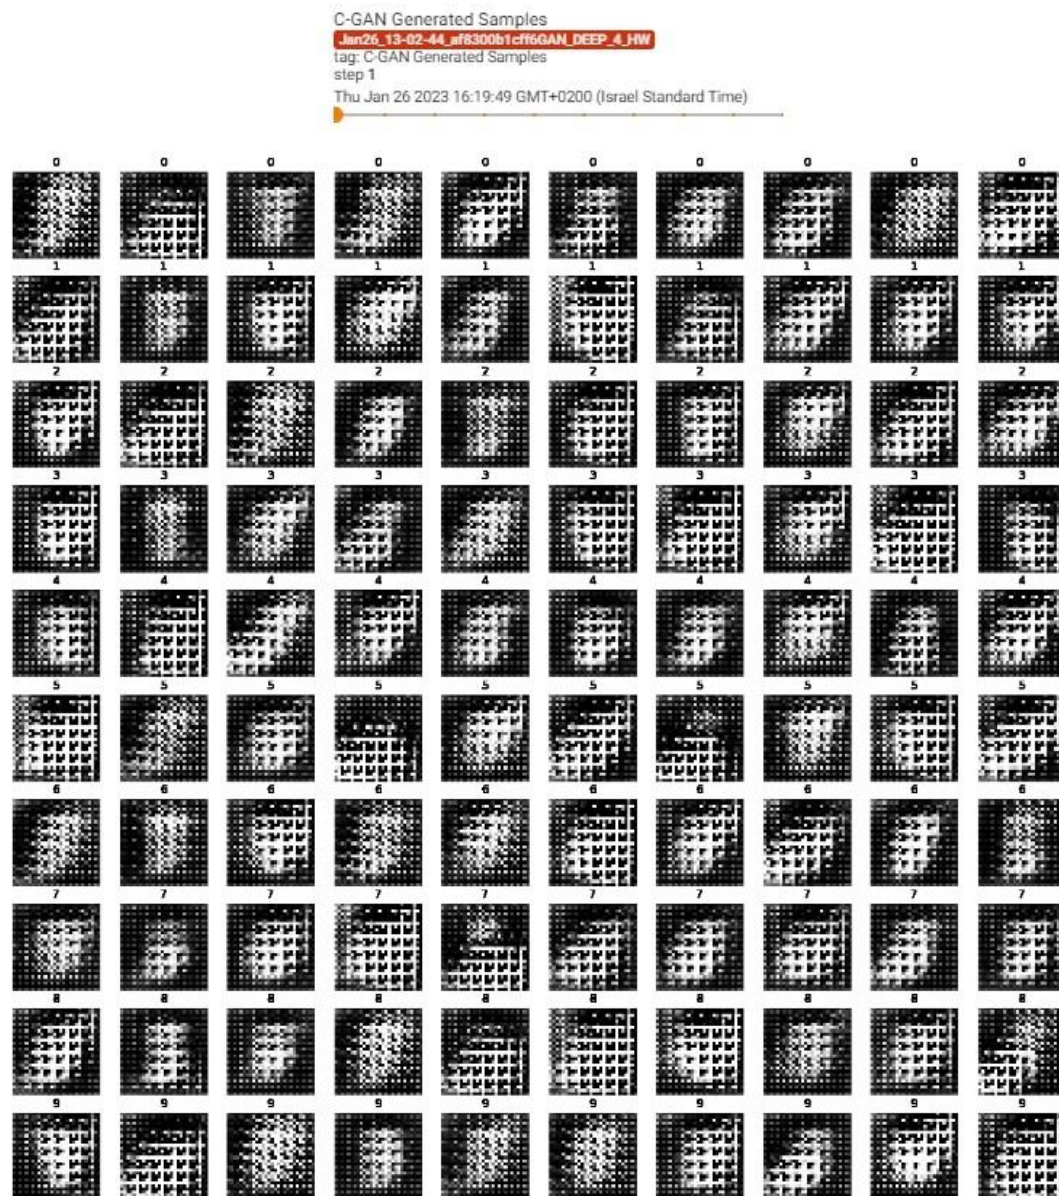 C-GAN Generated Samples
Jan26_13-02-44_af8300b1cff6GAN_DEEP_4_HW
tag: C-GAN Generated Samples
step 1
Thu Jan 26 2023 16:19:49 GMT+0200 (Israel Standard Time)
0 0 0 0 0 0 0 0 0 0
1 1 1 1 1 1 1 1 1 1
2 2 2 2 2 2 2 2 2 2
3 3 3 3 3 3 3 3 3 3
4 4 4 4 4 4 4 4 4 4
5 5 5 5 5 5 5 5 5 5
6 6 6 6 6 6 6 6 6 6
7 7 7 7 7 7 7 7 7 7
8 8 8 8 8 8 8 8 8 8
9 9 9 9 9 9 9 9 9 9